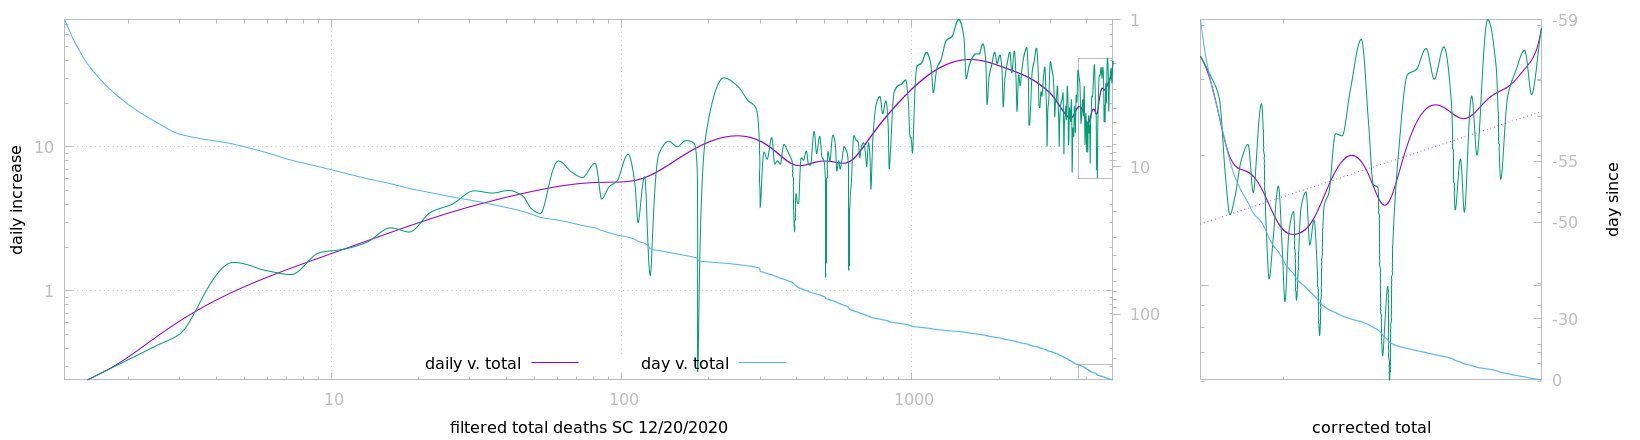 1
-59
10
10
-55
daily increase
-50
day since
1
100
-30
daily v. total
day v. total
0
10
100
1000
filtered total deaths SC 12/20/2020
corrected total